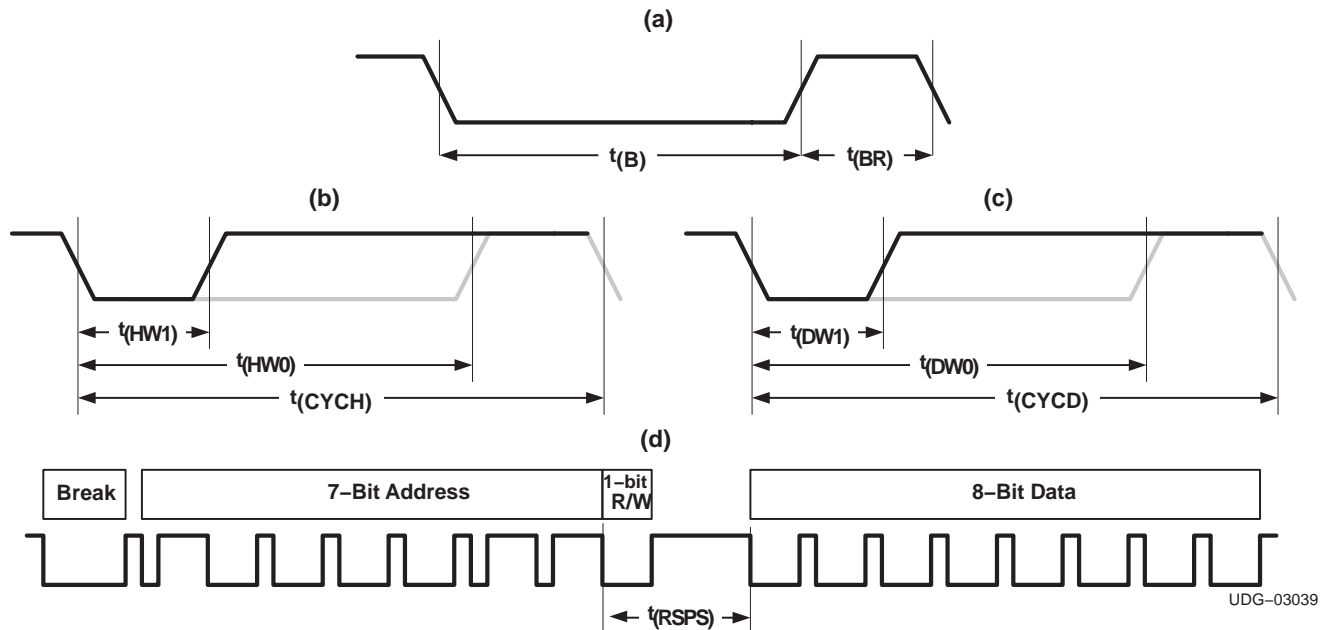 (a)
t(B)
t(BR)
(b)
(c)
t(HW1)
t(HW0)
t(CYCH)
t(DW1)
t(DW0)
t(CYCD)
(d)
Break
7–Bit Address
1–bit
R/W
8–Bit Data
t(RSPS)
UDG–03039